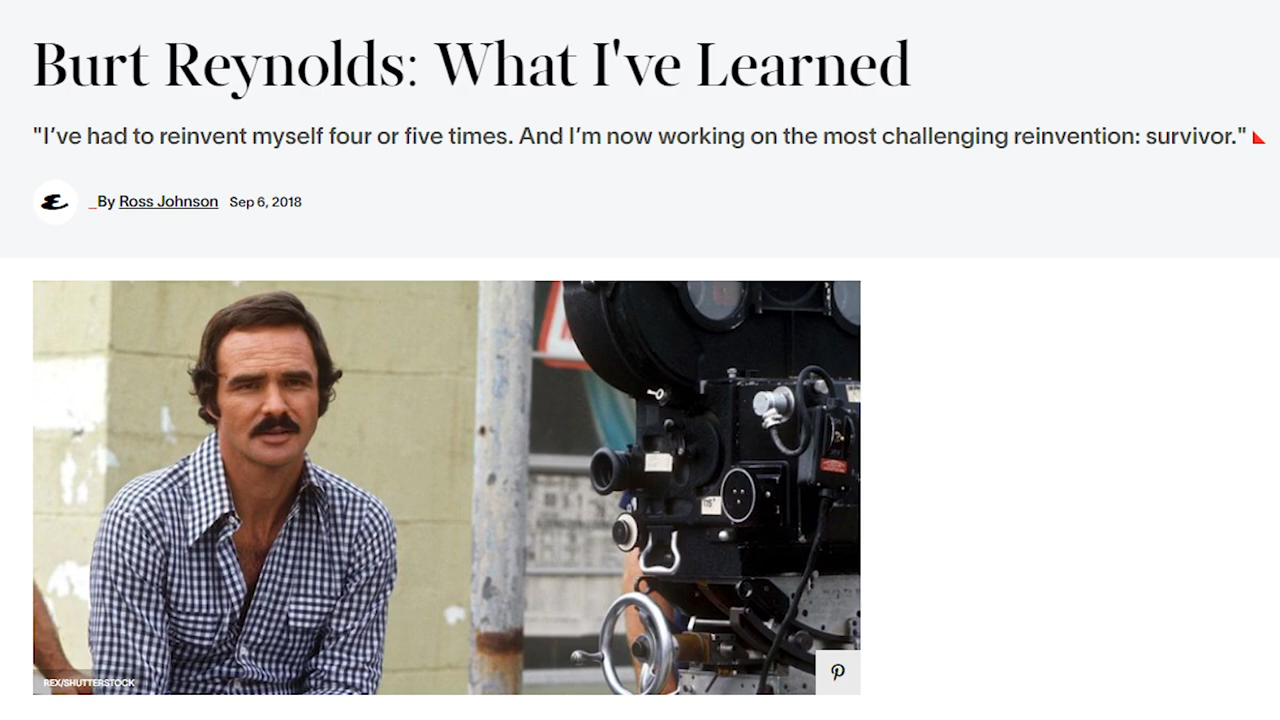 Burt Reynolds: What I've Learned
"I’ve had to reinvent myself four or five times. And I’m now working on the most challenging reinvention: survivor."
_By Ross Johnson Sep 6, 2018
REX/SHUTTERSTOCK